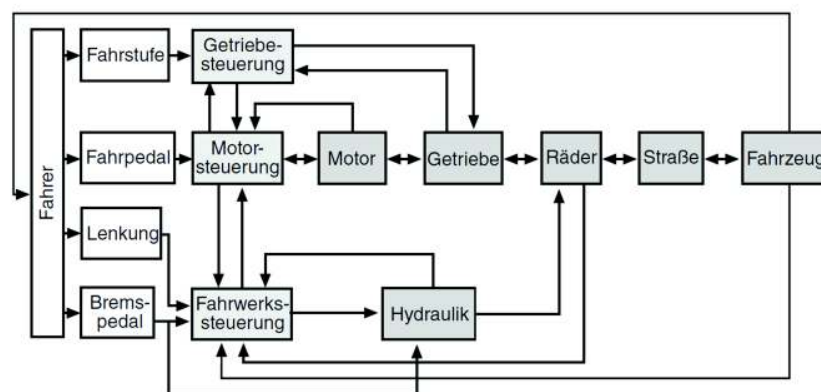 Fahrer
Fahrstufe
Getriebe-
steuerung
Fahrpedal
Motor-
steuerung
Motor
Getriebe
Räder
Straße
Fahrzeug
Lenkung
Brems-
pedal
Fahrwerks-
steuerung
Hydraulik